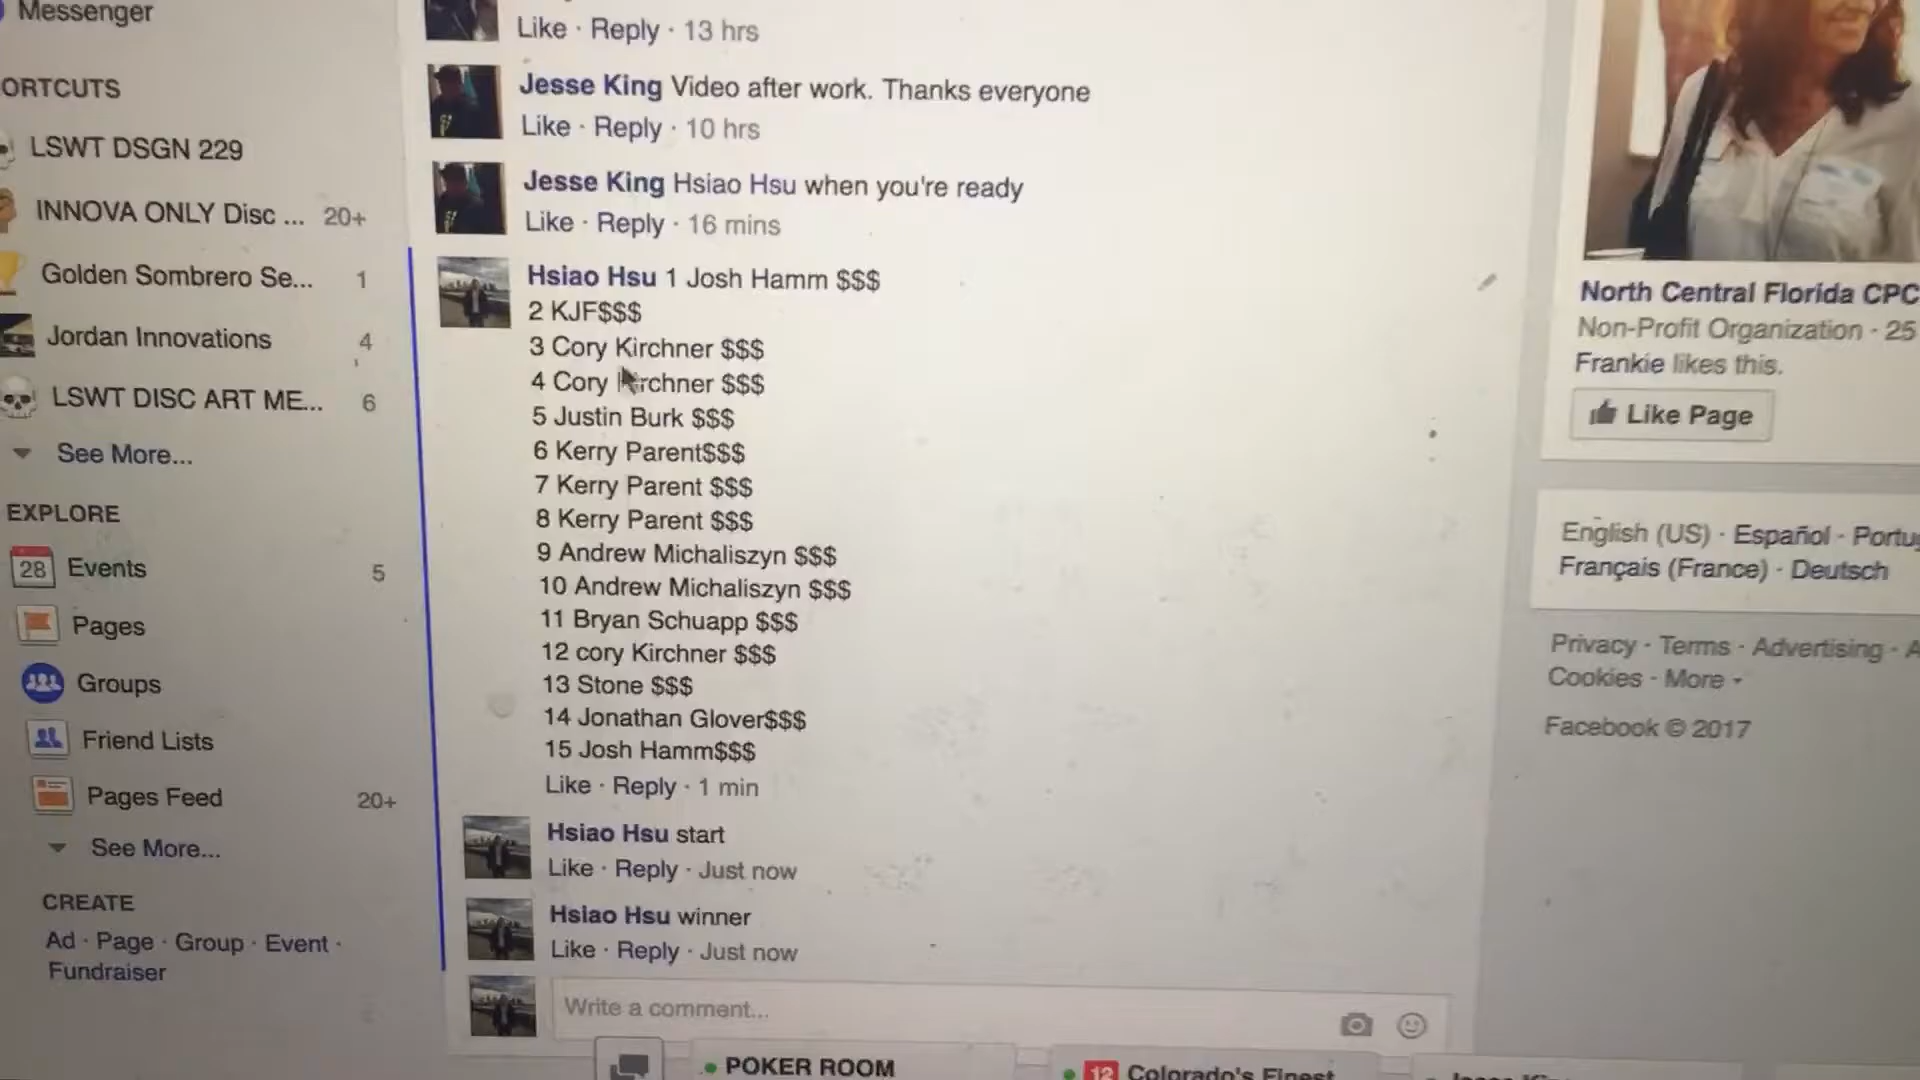 Messenger
ORTCUTS
LSWT DSGN 229
INNOVA ONLY Disc ... 20+
Golden Sombrero Se... 1
Jordan Innovations 4
LSWT DISC ART ME... 6
See More...
EXPLORE
28 Events 5
Pages
Groups
Friend Lists
Pages Feed 20+
See More...
CREATE
Ad · Page · Group · Event ·
Fundraiser
Like · Reply · 13 hrs
Jesse King Video after work. Thanks everyone
Like · Reply · 10 hrs
Jesse King Hsiao Hsu when you're ready
Like · Reply · 16 mins
Hsiao Hsu 1 Josh Hamm $$$
2 KJF$$$
3 Cory Kirchner $$$
4 Cory Kirchner $$$
5 Justin Burk $$$
6 Kerry Parent$$$
7 Kerry Parent $$$
8 Kerry Parent $$$
9 Andrew Michaliszyn $$$
10 Andrew Michaliszyn $$$
11 Bryan Schuapp $$$
12 cory Kirchner $$$
13 Stone $$$
14 Jonathan Glover$$$
15 Josh Hamm$$$
Like · Reply · 1 min
Hsiao Hsu start
Like · Reply · Just now
Hsiao Hsu winner
Like · Reply · Just now
Write a comment...
POKER ROOM
12 Colorado's Finest
North Central Florida CPC
Non-Profit Organization · 25
Frankie likes this.
Like Page
English (US) · Español · Portu
Français (France) · Deutsch
Privacy · Terms · Advertising · A
Cookies · More
Facebook © 2017